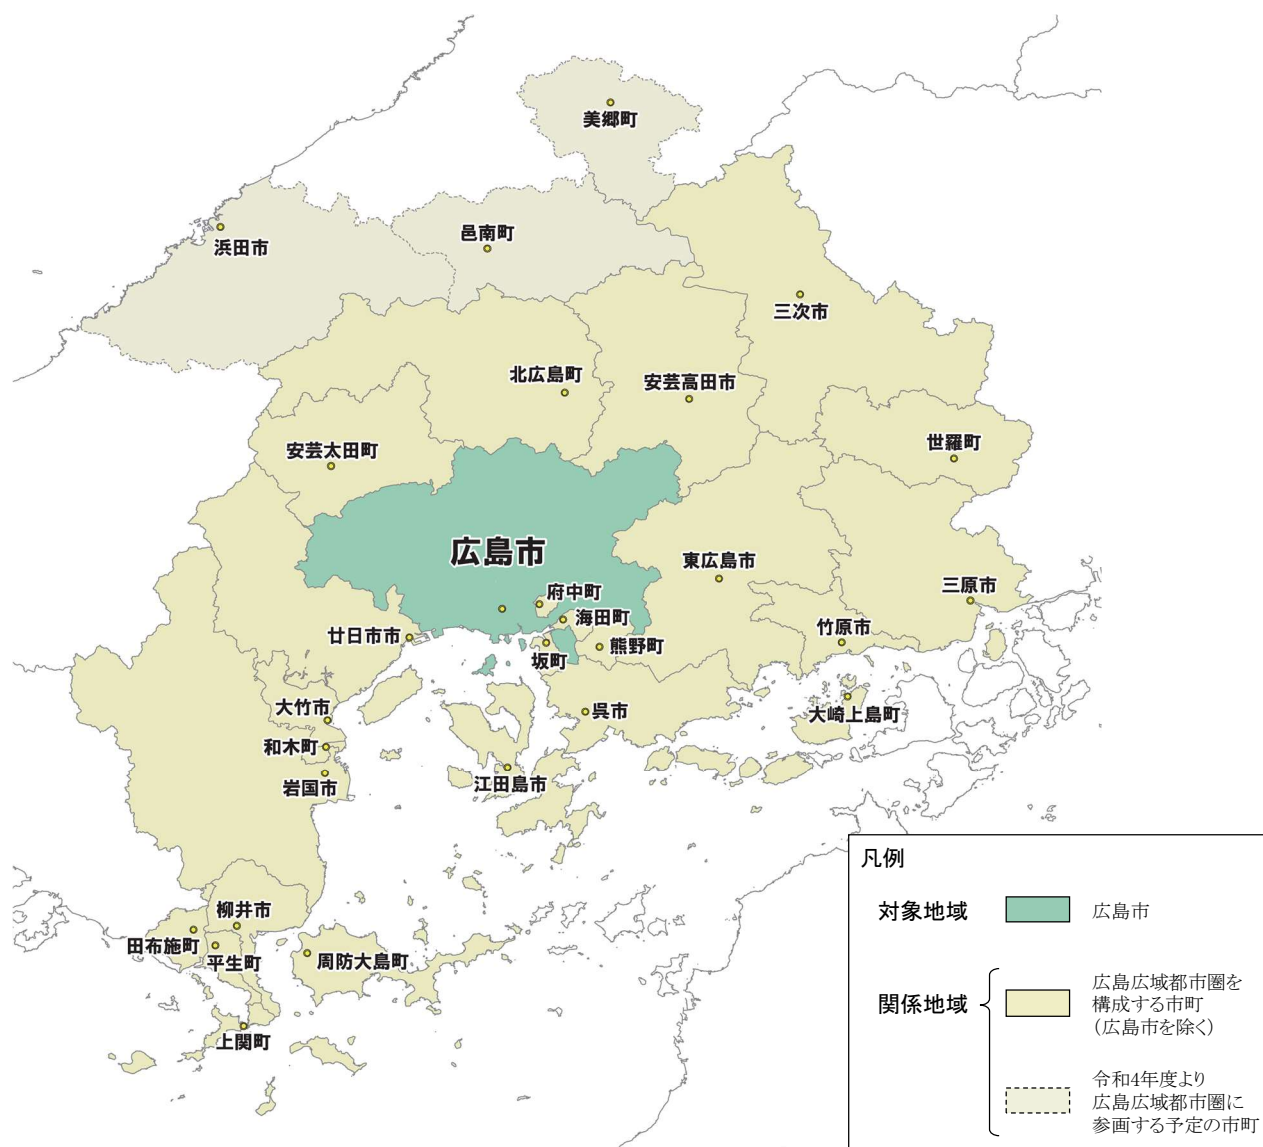 美郷町
浜田市
邑南町
三次市
北広島町
安芸高田市
世羅町
安芸太田町
広島市
東広島市
府中町
海田町
三原市
廿日市市
坂町
熊野町
竹原市
大竹市
呉市
大崎上島町
和木町
岩国市
江田島市
柳井市
田布施町
平生町
周防大島町
上関町
凡例
対象地域
広島市
関係地域
広島広域都市圏を
構成する市町
(広島市を除く)
令和4年度より
広島広域都市圏に
参画する予定の市町